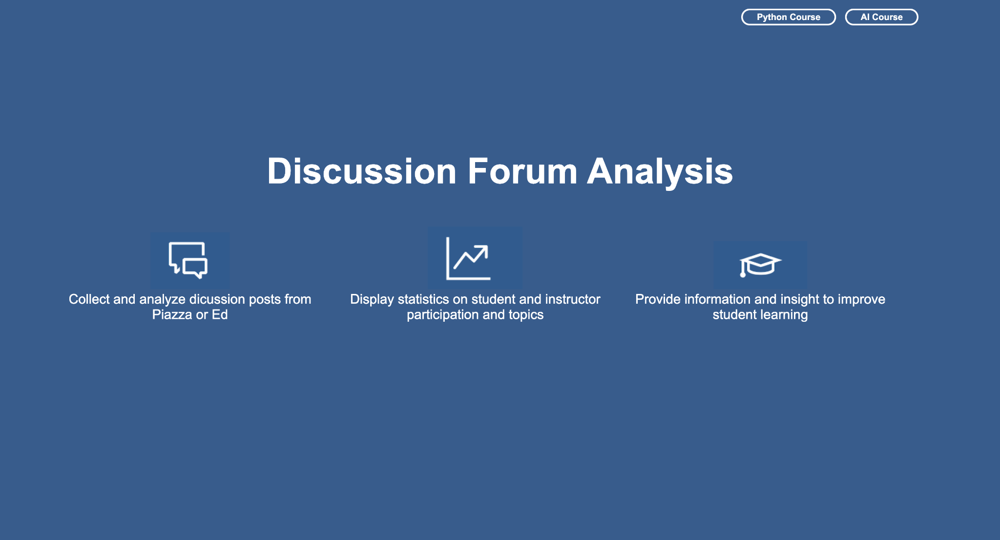 Python Course
AI Course
Discussion Forum Analysis
Collect and analyze dicussion posts from
Piazza or Ed
Display statistics on student and instructor
participation and topics
Provide information and insight to improve
student learning